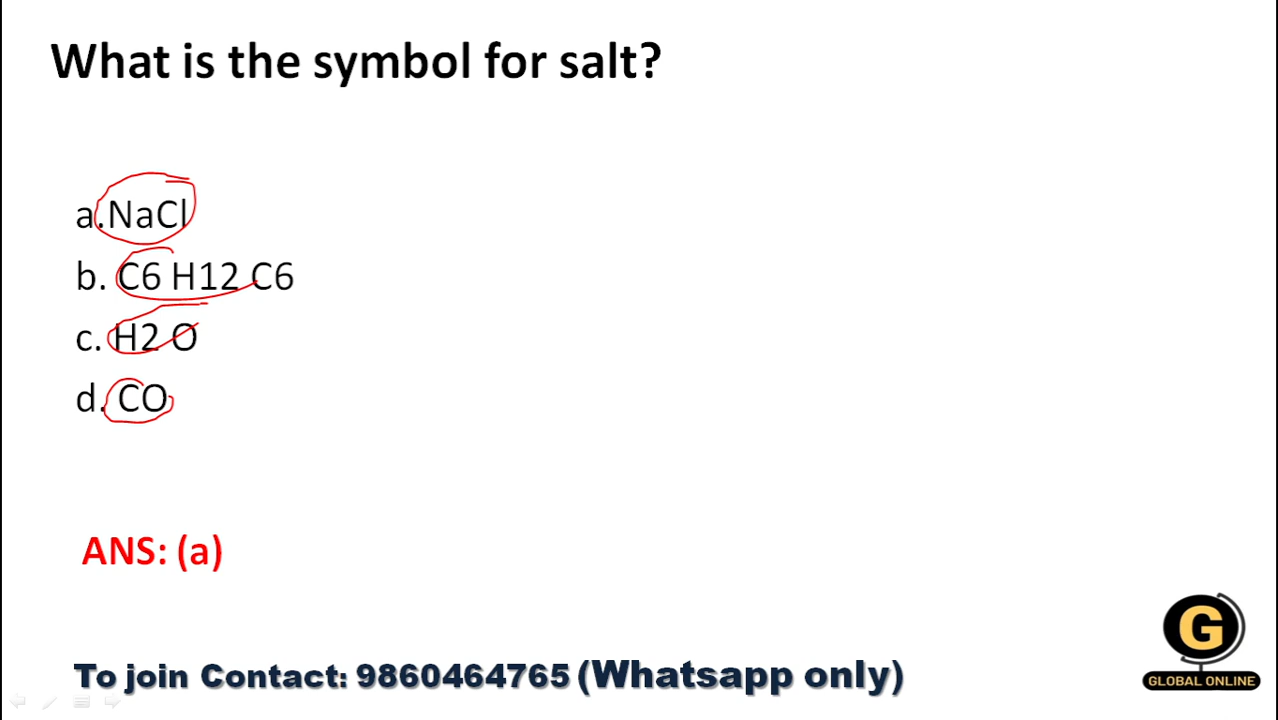 What is the symbol for salt?
a.NaCl
b. C6 H12 C6
c. H2 O
d. CO
ANS: (a)
To join Contact: 9860464765 (Whatsapp only)
G
GLOBAL ONLINE